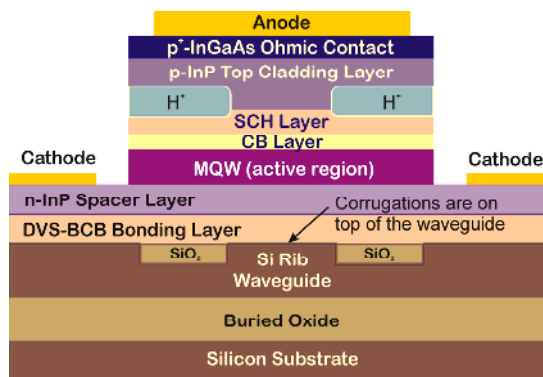 Anode
p⁺-InGaAs Ohmic Contact
p-InP Top Cladding Layer
H⁺
H⁺
SCH Layer
CB Layer
Cathode
MQW (active region)
Cathode
n-InP Spacer Layer
Corrugations are on
top of the waveguide
DVS-BCB Bonding Layer
SiO₂
Si Rib
Waveguide
SiO₂
Buried Oxide
Silicon Substrate